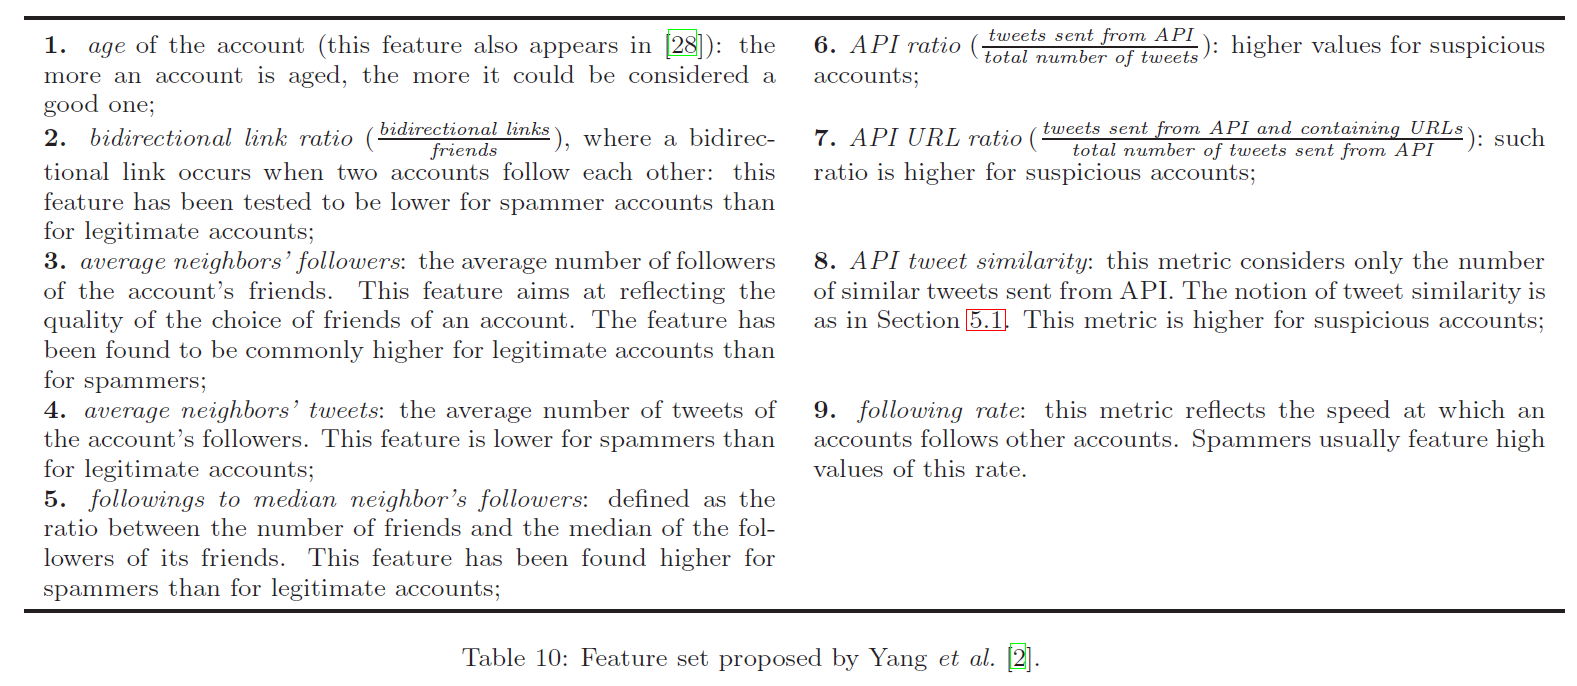 1. age of the account (this feature also appears in [28]): the
more an account is aged, the more it could be considered a
good one;
2. bidirectional link ratio (bidirectional links / friends), where a bidirec-
tional link occurs when two accounts follow each other: this
feature has been tested to be lower for spammer accounts than
for legitimate accounts;
3. average neighbors' followers: the average number of followers
of the account's friends. This feature aims at reflecting the
quality of the choice of friends of an account. The feature has
been found to be commonly higher for legitimate accounts than
for spammers;
4. average neighbors' tweets: the average number of tweets of
the account's followers. This feature is lower for spammers than
for legitimate accounts;
5. followings to median neighbor's followers: defined as the
ratio between the number of friends and the median of the fol-
lowers of its friends. This feature has been found higher for
spammers than for legitimate accounts;
6. API ratio (tweets sent from API / total number of tweets): higher values for suspicious
accounts;
7. API URL ratio (tweets sent from API and containing URLs / total number of tweets sent from API): such
ratio is higher for suspicious accounts;
8. API tweet similarity: this metric considers only the number
of similar tweets sent from API. The notion of tweet similarity is
as in Section 5.1. This metric is higher for suspicious accounts;
9. following rate: this metric reflects the speed at which an
accounts follows other accounts. Spammers usually feature high
values of this rate.
Table 10: Feature set proposed by Yang et al. [2].